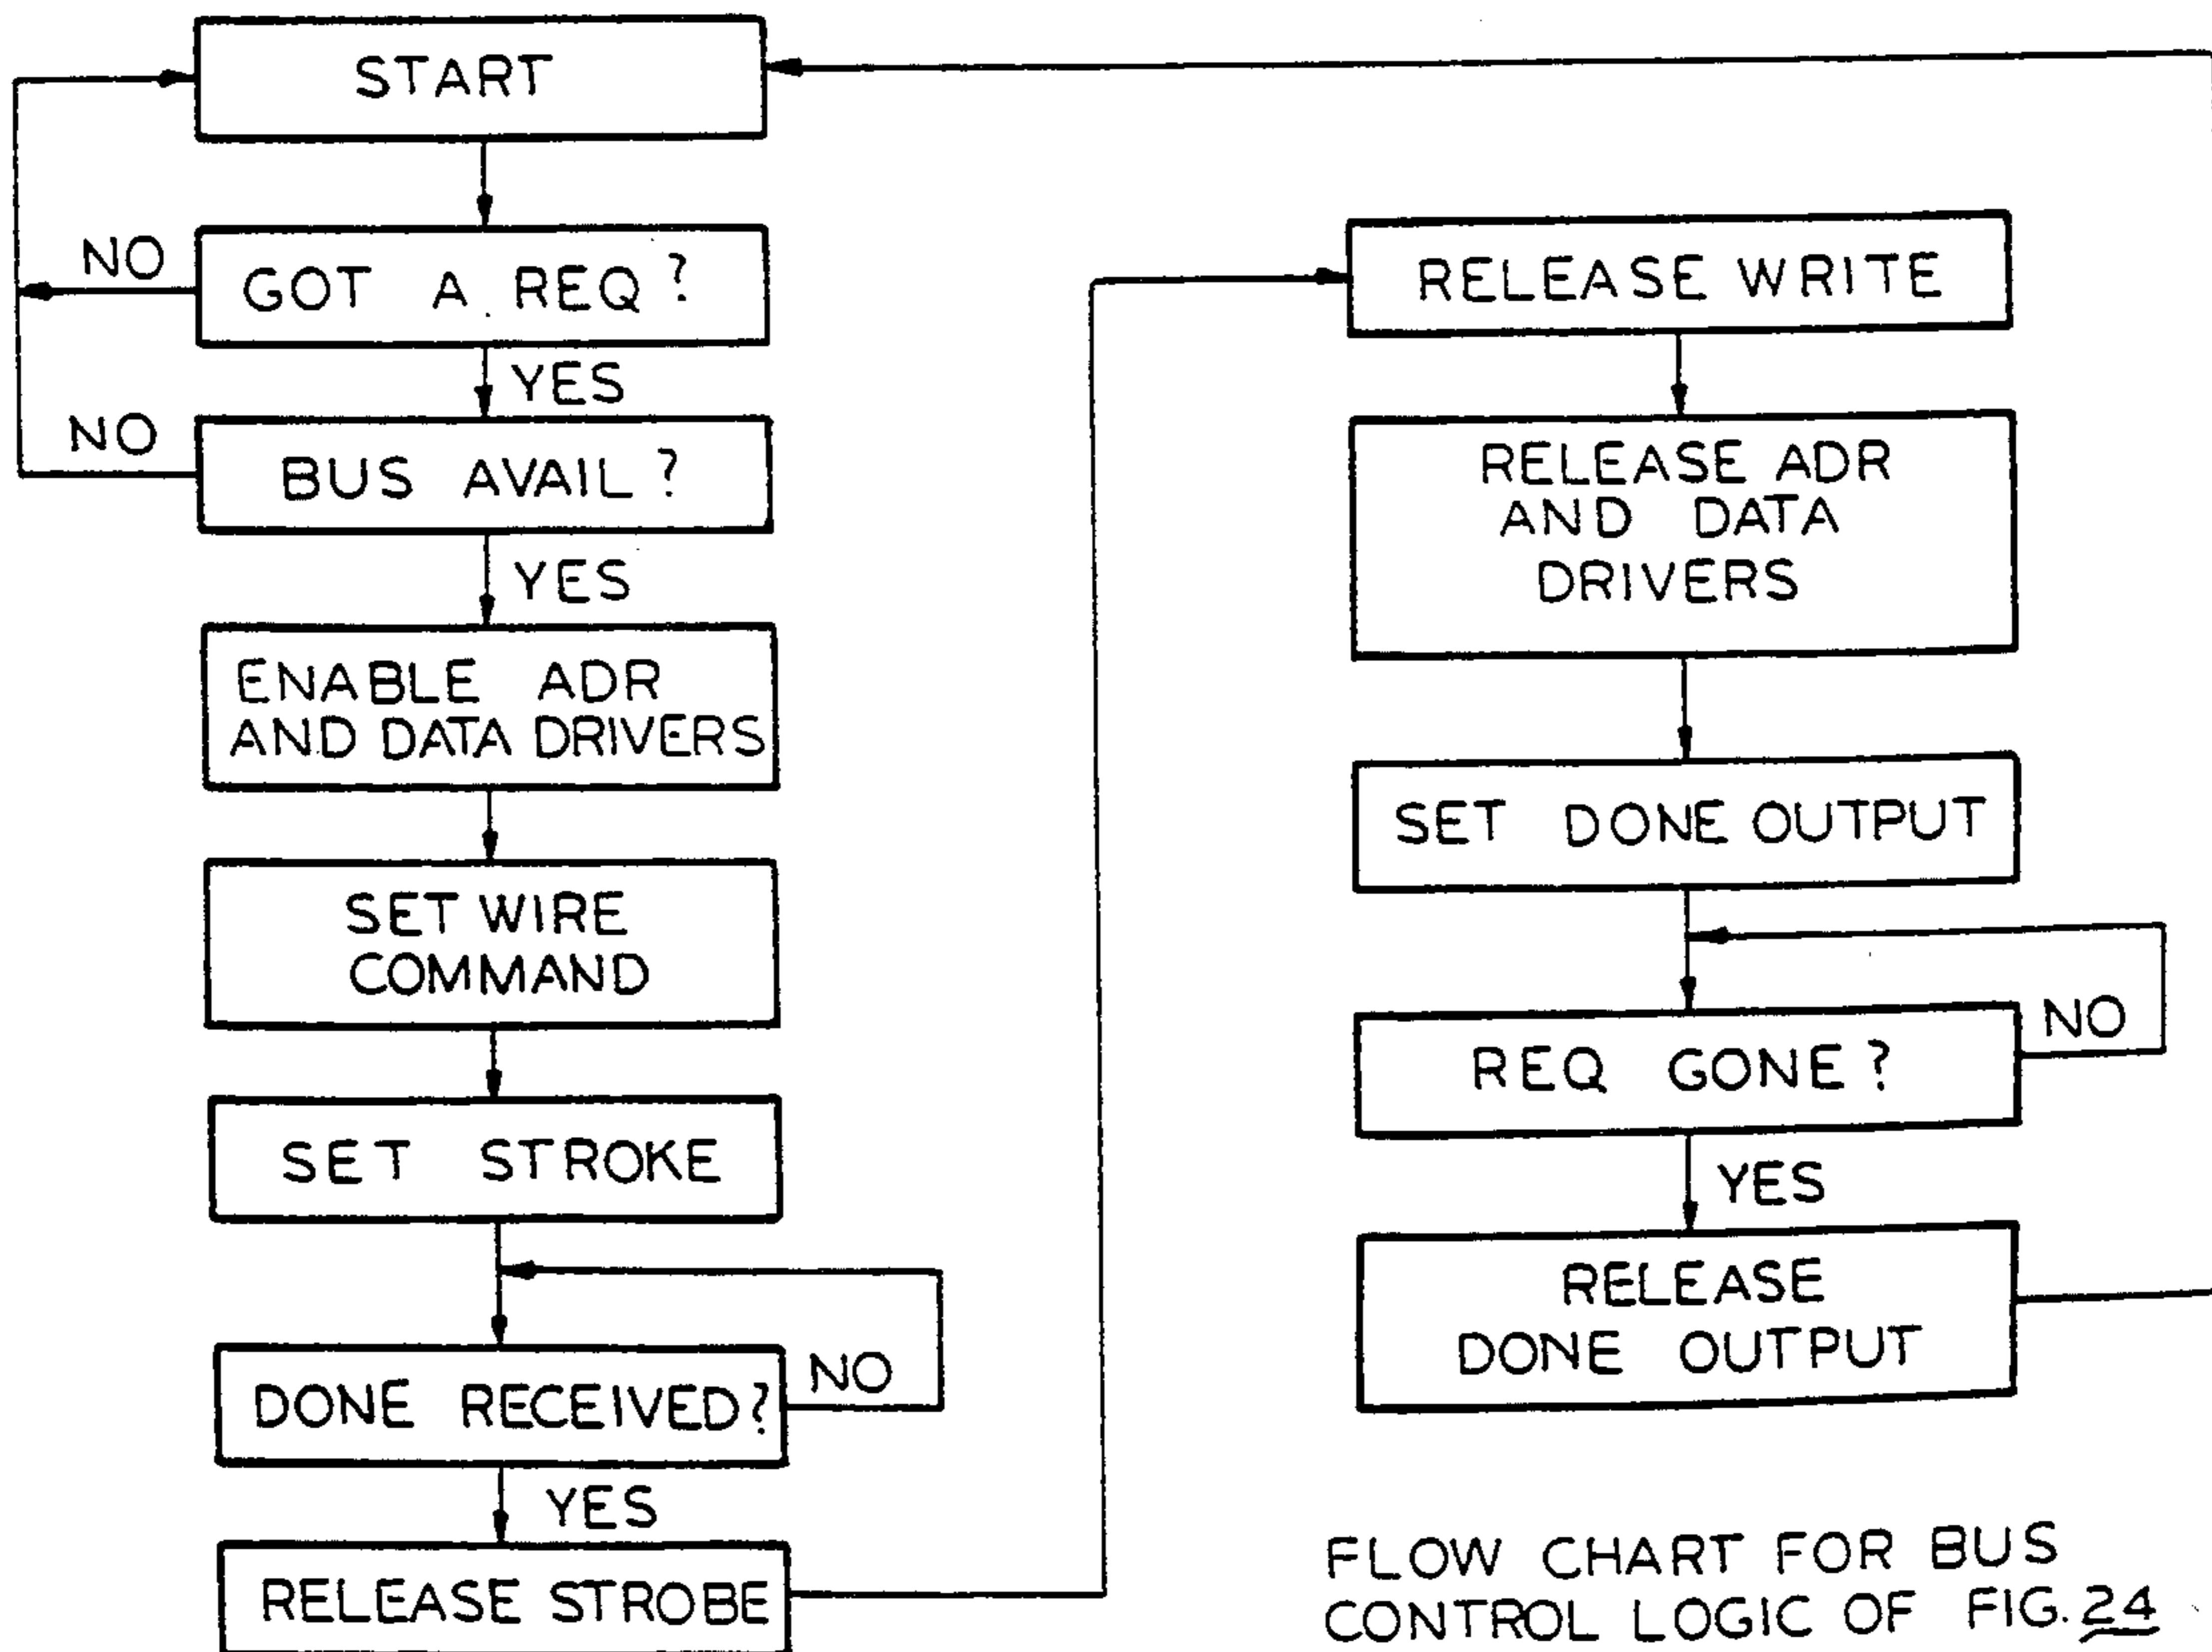 START
NO
GOT A REQ?
YES
NO
BUS AVAIL?
YES
ENABLE ADR
AND DATA DRIVERS
SET WIRE
COMMAND
SET STROKE
DONE RECEIVED?
NO
YES
RELEASE STROBE
RELEASE WRITE
RELEASE ADR
AND DATA
DRIVERS
SET DONE OUTPUT
REQ GONE?
NO
YES
RELEASE
DONE OUTPUT
FLOW CHART FOR BUS
CONTROL LOGIC OF FIG. 24